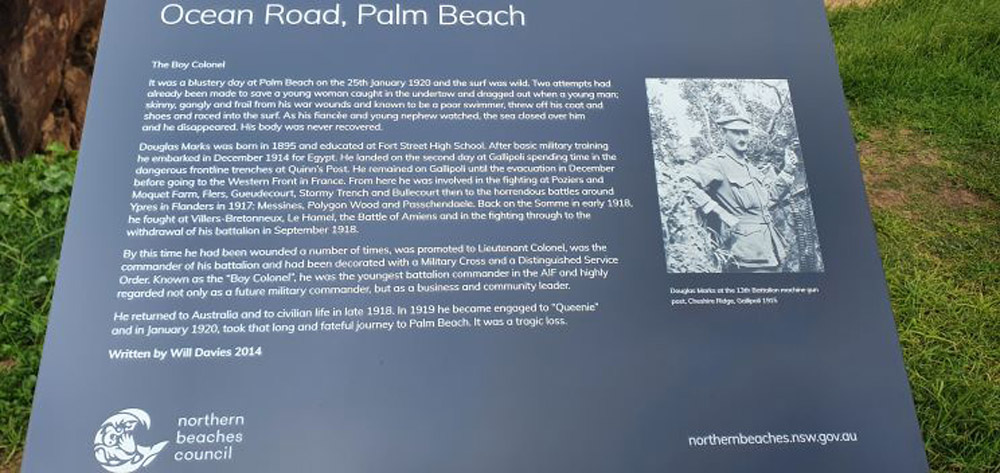 Ocean Road, Palm Beach
The Boy Colonel
It was a blustery day at Palm Beach on the 25th January 1920 and the surf was wild. Two attempts had
already been made to save a young woman caught in the undertow and dragged out when a young man;
skinny, gangly and frail from his war wounds and known to be a poor swimmer, threw off his coat and
shoes and raced into the surf. As his fiancée and young nephew watched, the sea closed over him
and he disappeared. His body was never recovered.
Douglas Marks was born in 1895 and educated at Fort Street High School. After basic military training
he embarked in December 1914 for Egypt. He landed on the second day at Gallipoli spending time in the
dangerous frontline trenches at Quinn's Post. He remained on Gallipoli until the evacuation in December
before going to the Western Front in France. From here he was involved in the fighting at Poziers and
Moquet Farm, Flers, Gueudecourt, Stormy Trench and Bullecourt then to the horrendous battles around
Ypres in Flanders in 1917: Messines, Polygon Wood and Passchendaele. Back on the Somme in early 1918,
he fought at Villers-Bretonneux, Le Hamel, the Battle of Amiens and in the fighting through to the
withdrawal of his battalion in September 1918.
By this time he had been wounded a number of times, was promoted to Lieutenant Colonel, was the
commander of his battalion and had been decorated with a Military Cross and a Distinguished Service
Order. Known as the "Boy Colonel", he was the youngest battalion commander in the AIF and highly
regarded not only as a future military commander, but as a business and community leader.
He returned to Australia and to civilian life in late 1918. In 1919 he became engaged to "Queenie"
and in January 1920, took that long and fateful journey to Palm Beach. It was a tragic loss.
Written by Will Davies 2014
Douglas Marks at the 13th Battalion machine gun
post, Cheshire Ridge, Gallipoli 1915
northern
beaches
council
northernbeaches.nsw.gov.au